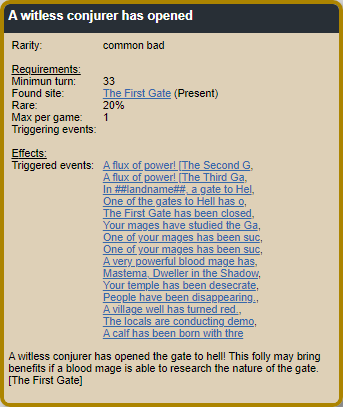 A witless conjurer has opened
Rarity: common bad
Requirements:
Minimun turn: 33
Found site: The First Gate (Present)
Rare: 20%
Max per game: 1
Triggering events:
Effects:
Triggered events: A flux of power! [The Second G,
A flux of power! [The Third Ga,
In ##landname##, a gate to Hel,
One of the gates to Hell has o,
The First Gate has been closed,
Your mages have studied the Ga,
One of your mages has been suc,
One of your mages has been suc,
A very powerful blood mage has,
Mastema, Dweller in the Shadow,
Your temple has been desecrate,
People have been disappearing.,
A village well has turned red.,
The locals are conducting demo,
A calf has been born with thre
A witless conjurer has opened the gate to hell! This folly may bring
benefits if a blood mage is able to research the nature of the gate.
[The First Gate]